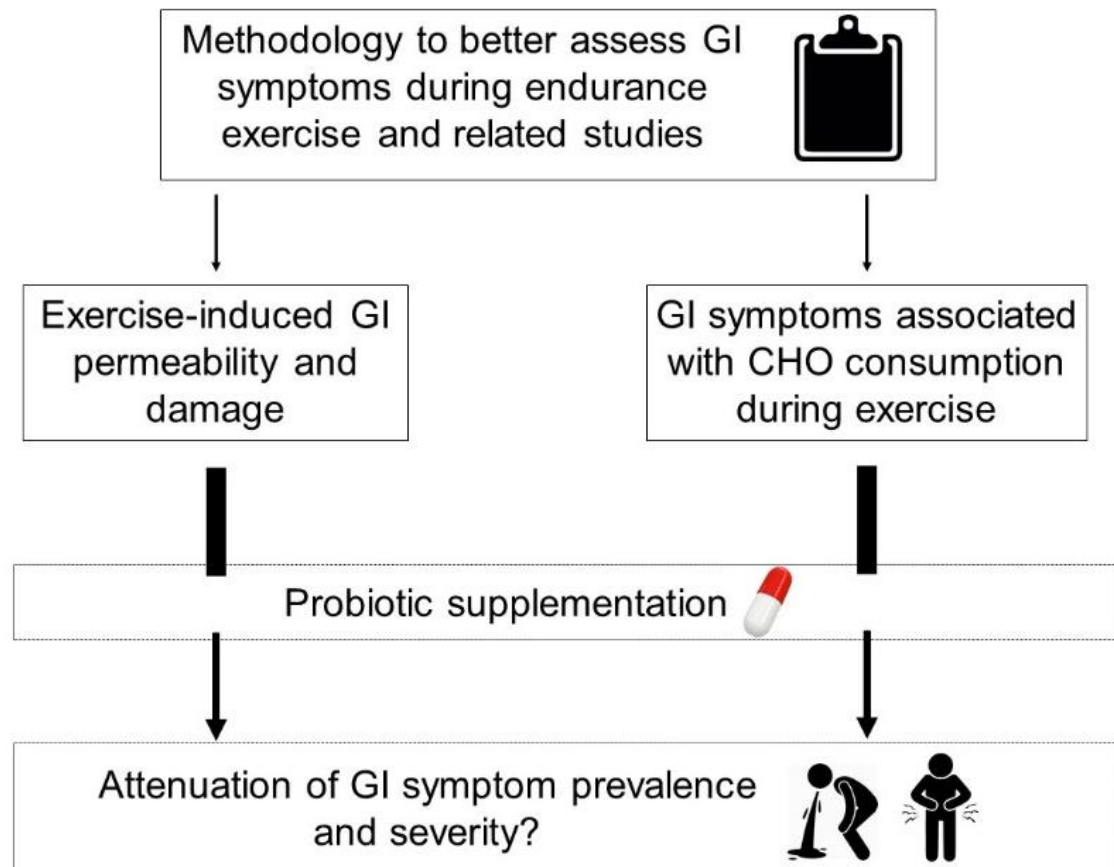 Methodology to better assess GI
symptoms during endurance
exercise and related studies
Exercise-induced GI
permeability and
damage
GI symptoms associated
with CHO consumption
during exercise
Probiotic supplementation
Attenuation of GI symptom prevalence
and severity?